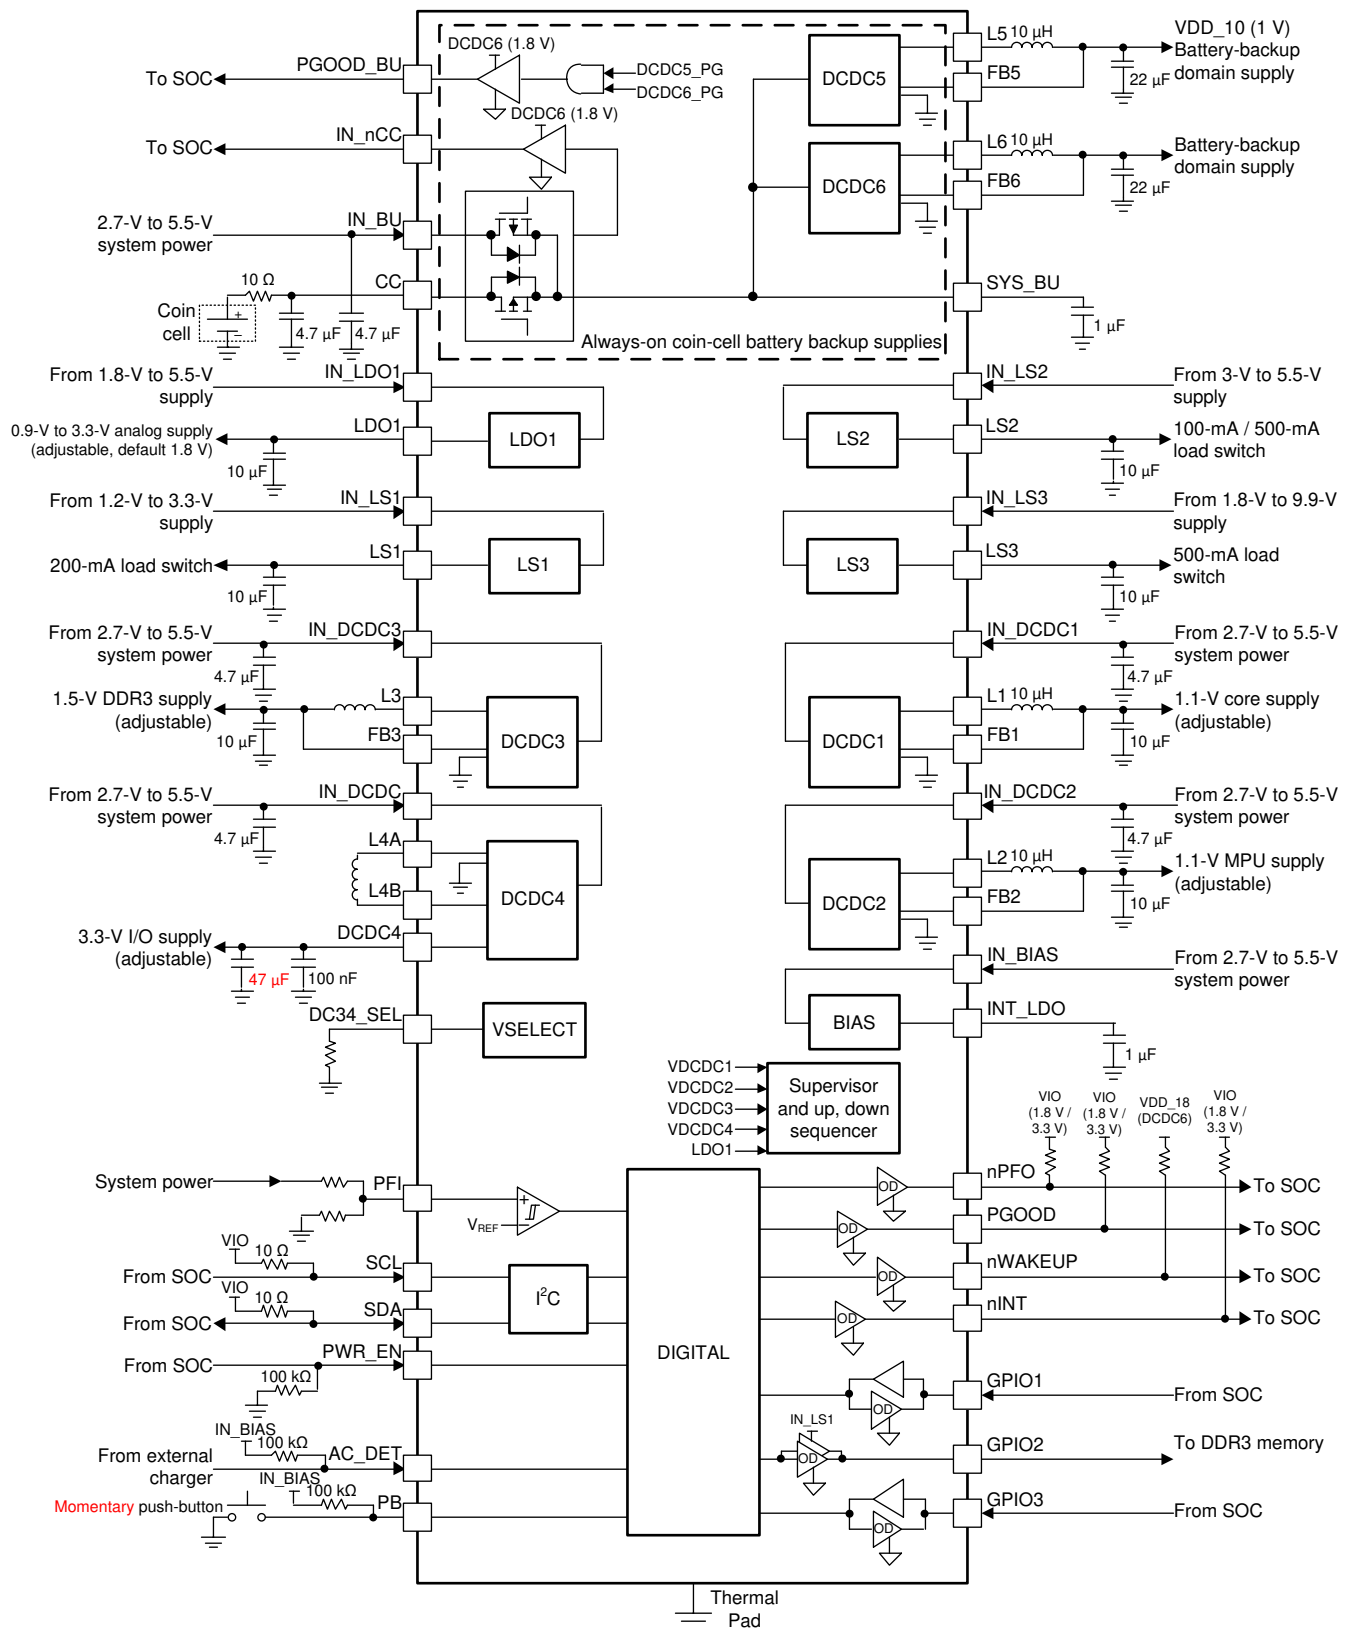 DCDC6 (1.8 V)
PGOOD_BU
To SOC
DCDC5_PG
DCDC6_PG
DCDC5
L5 10 µH
FB5
22 µF
VDD_10 (1 V)
Battery-backup
domain supply
DCDC6 (1.8 V)
IN_nCC
To SOC
DCDC6
L6 10 µH
FB6
22 µF
Battery-backup
domain supply
IN_BU
2.7-V to 5.5-V
system power
CC
10 Ω
Coin
cell
+
–
4.7 µF
4.7 µF
SYS_BU
1 µF
Always-on coin-cell battery backup supplies
From 1.8-V to 5.5-V
supply
IN_LDO1
LDO1
LDO1
0.9-V to 3.3-V analog supply
(adjustable, default 1.8 V)
10 µF
IN_LS2
From 3-V to 5.5-V
supply
LS2
LS2
100-mA / 500-mA
load switch
10 µF
From 1.2-V to 3.3-V
supply
IN_LS1
LS1
LS1
200-mA load switch
10 µF
IN_LS3
From 1.8-V to 9.9-V
supply
LS3
LS3
500-mA load
switch
10 µF
From 2.7-V to 5.5-V
system power
IN_DCDC3
4.7 µF
1.5-V DDR3 supply
(adjustable)
L3
FB3
10 µF
DCDC3
IN_DCDC1
From 2.7-V to 5.5-V
system power
4.7 µF
DCDC1
L1 10 µH
FB1
1.1-V core supply
(adjustable)
10 µF
From 2.7-V to 5.5-V
system power
IN_DCDC
4.7 µF
L4A
L4B
DCDC4
DCDC4
3.3-V I/O supply
(adjustable)
47 µF
100 nF
IN_DCDC2
From 2.7-V to 5.5-V
system power
4.7 µF
DCDC2
L2 10 µH
FB2
1.1-V MPU supply
(adjustable)
10 µF
IN_BIAS
From 2.7-V to 5.5-V
system power
DC34_SEL
VSELECT
BIAS
INT_LDO
1 µF
VDCDC1
VDCDC2
VDCDC3
VDCDC4
LDO1
Supervisor
and up, down
sequencer
VIO
(1.8 V /
3.3 V)
VIO
(1.8 V /
3.3 V)
VDD_18
(DCDC6)
VIO
(1.8 V /
3.3 V)
System power
PFI
VREF
+
–
OD
nPFO
To SOC
OD
PGOOD
To SOC
VIO
10 Ω
SCL
From SOC
VIO
10 Ω
SDA
From SOC
I2C
OD
nWAKEUP
To SOC
OD
nINT
To SOC
DIGITAL
PWR_EN
From SOC
100 kΩ
OD
GPIO1
From SOC
IN_BIAS
100 kΩ
AC_DET
From external
charger
IN_LS1
OD
GPIO2
To DDR3 memory
IN_BIAS
100 kΩ
PB
Momentary push-button
OD
GPIO3
From SOC
Thermal
Pad